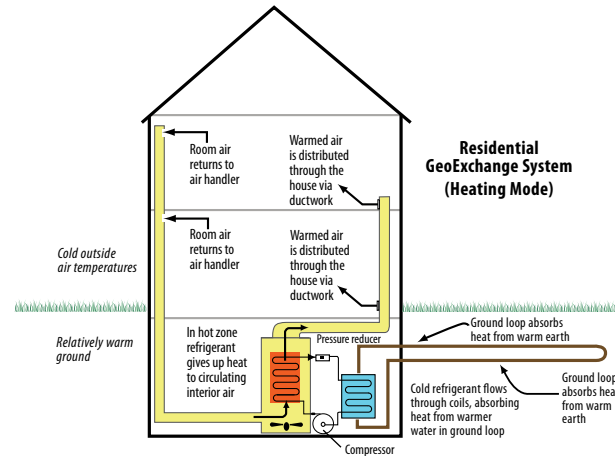 Residential
GeoExchange System
(Heating Mode)
Room air
returns to
air handler
Warmed air
is distributed
through the
house via
ductwork
Room air
returns to
air handler
Warmed air
is distributed
through the
house via
ductwork
Cold outside
air temperatures
Relatively warm
ground
In hot zone
refrigerant
gives up heat
to circulating
interior air
Pressure reducer
Ground loop absorbs
heat from warm earth
Cold refrigerant flows
through coils, absorbing
heat from warmer
water in ground loop
Ground loop
absorbs heat
from warm
earth
Compressor